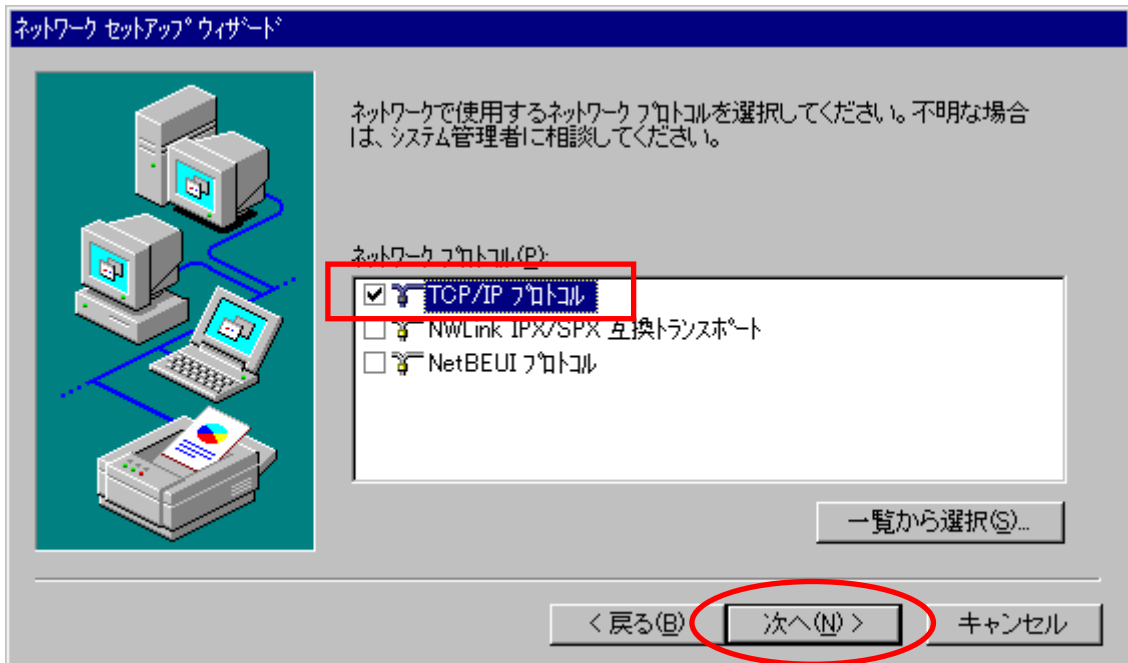 ネットワーク セットアップ ウィザード
ネットワークで使用するネットワーク プロトコルを選択してください。不明な場合
は、システム管理者に相談してください。
ネットワーク プロトコル(P):
TCP/IP プロトコル
NWLink IPX/SPX 互換トランスポート
NetBEUI プロトコル
一覧から選択(S)...
< 戻る(B) 次へ(N) > キャンセル